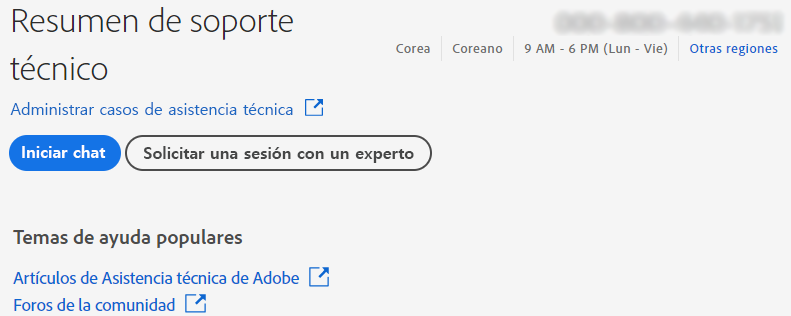 Resumen de soporte
técnico
Corea Coreano 9 AM - 6 PM (Lun - Vie) Otras regiones
Administrar casos de asistencia técnica
Iniciar chat Solicitar una sesión con un experto
Temas de ayuda populares
Artículos de Asistencia técnica de Adobe
Foros de la comunidad